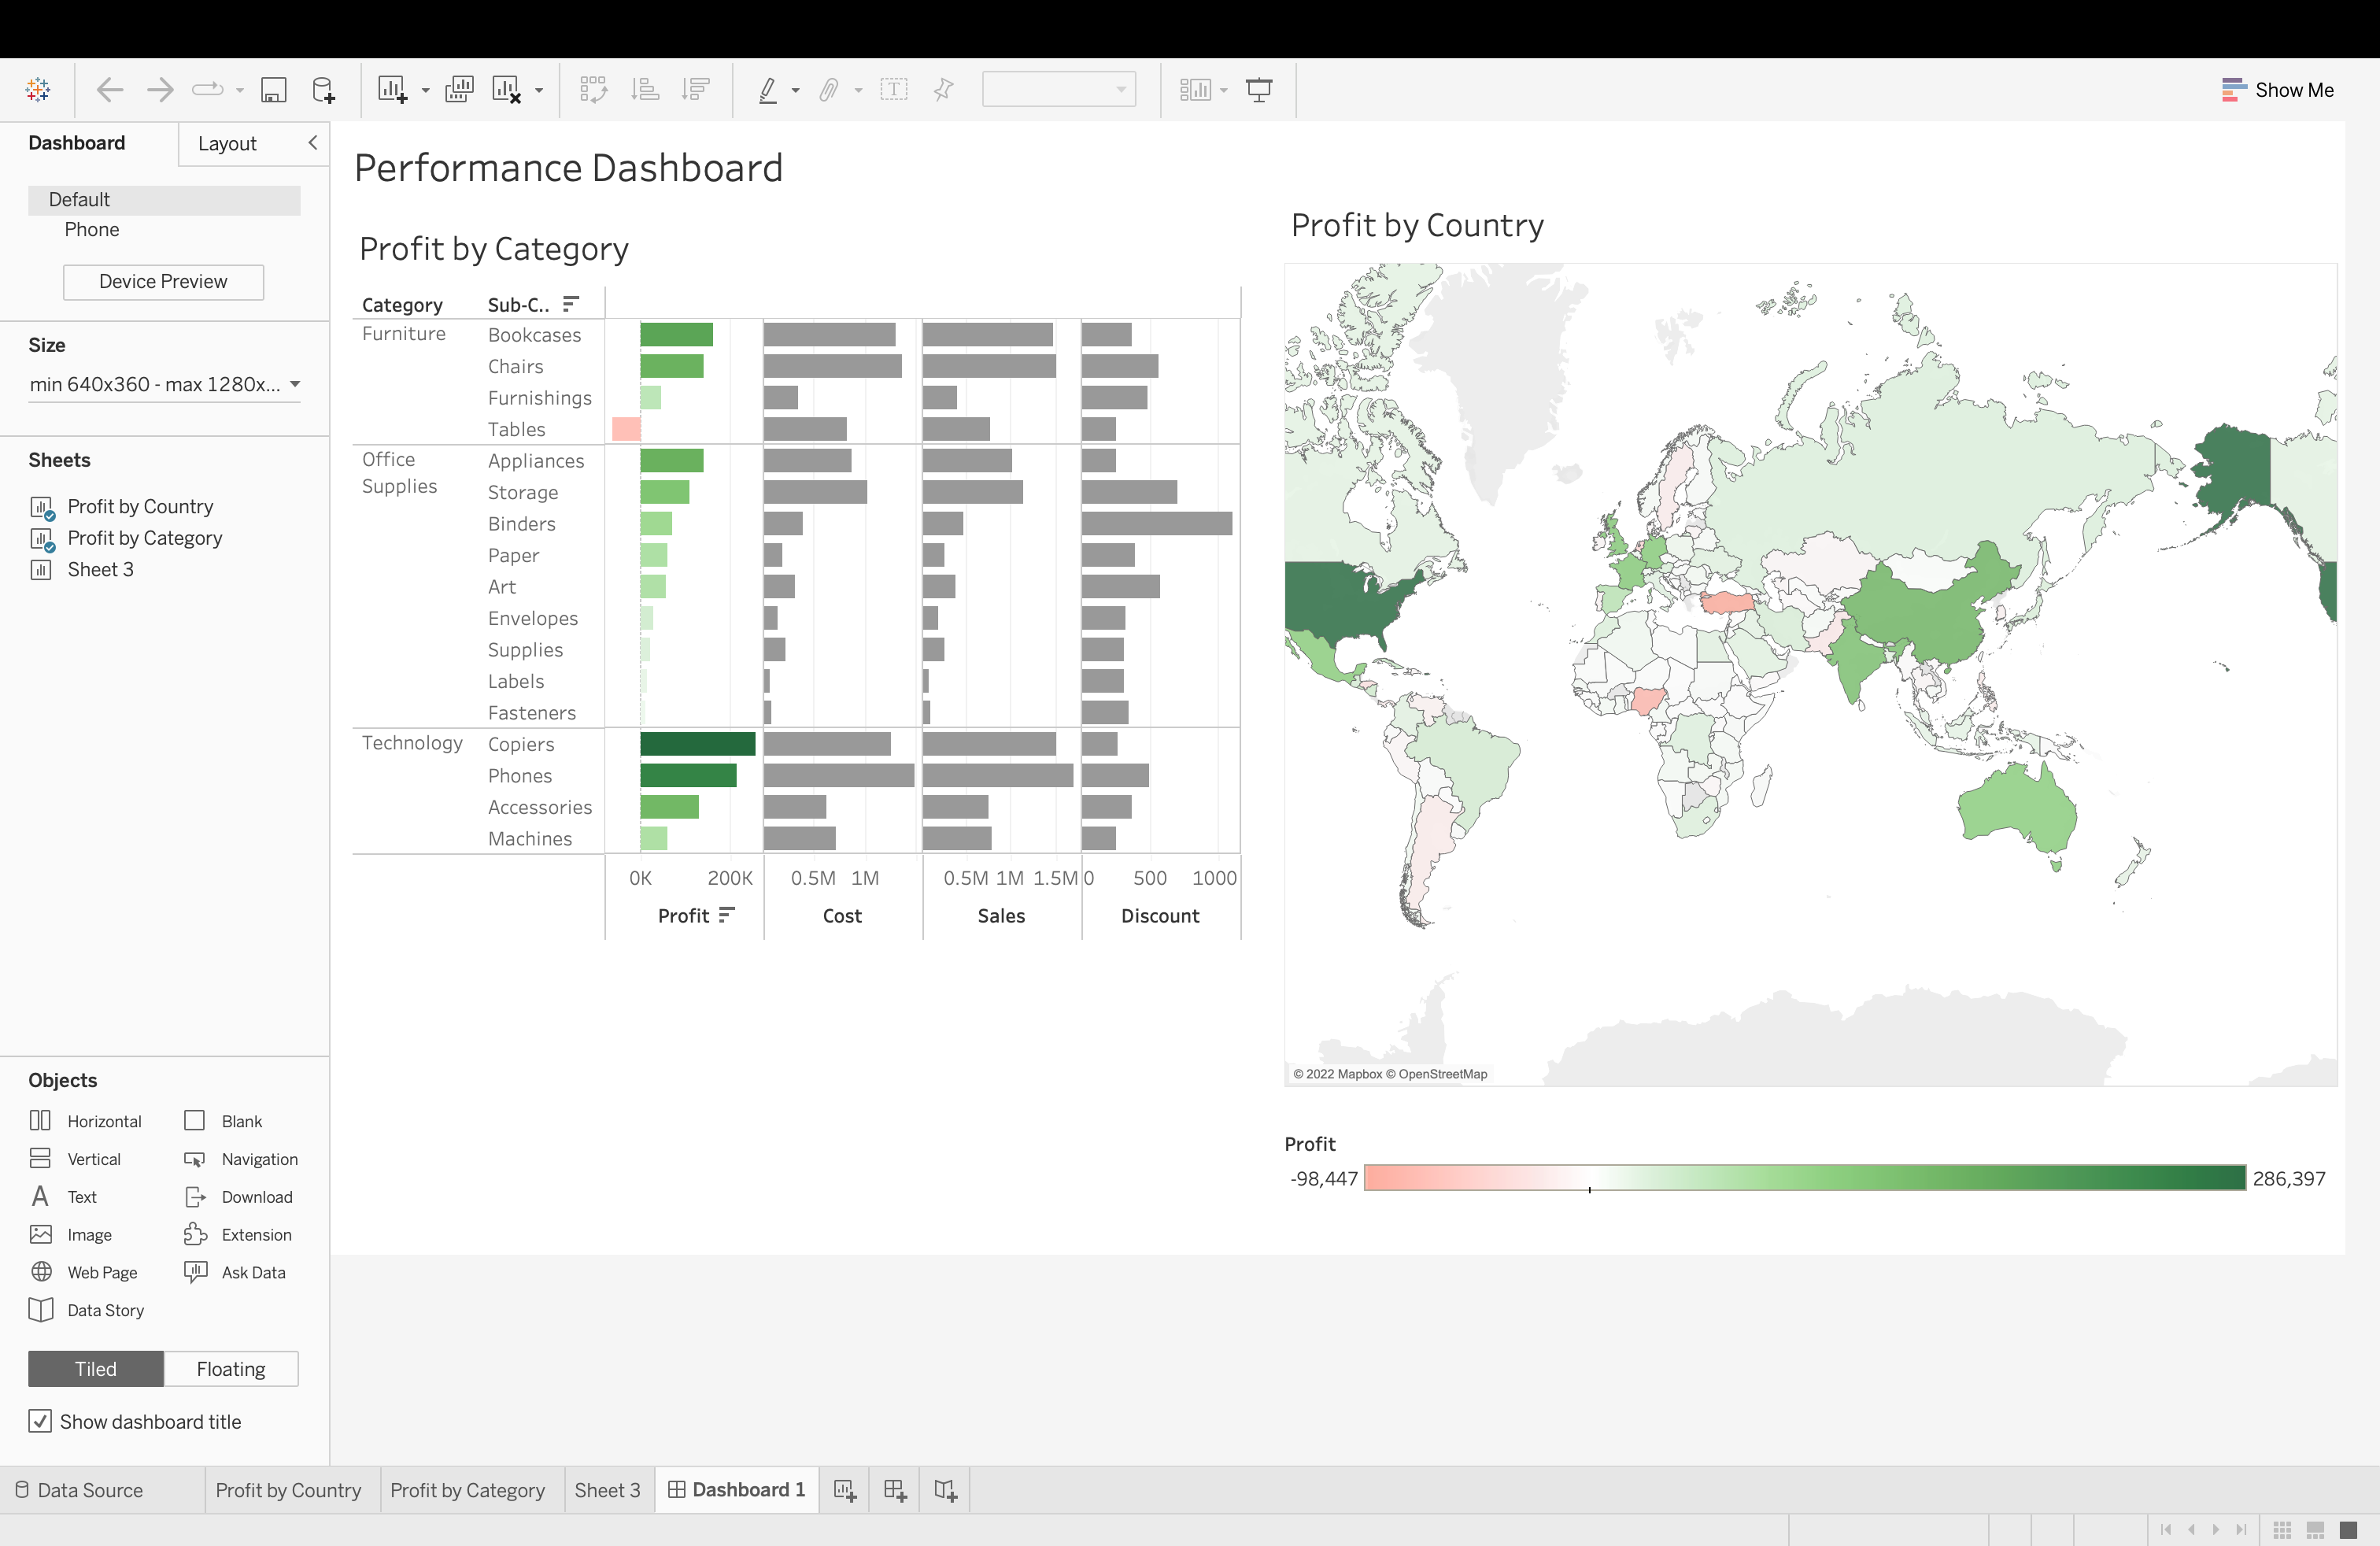 Show Me
Dashboard
Layout
Default
Phone
Device Preview
Size
min 640x360 - max 1280x...
Sheets
Profit by Country
Profit by Category
Sheet 3
Objects
Horizontal
Blank
Vertical
Navigation
A Text
Download
Image
Extension
Web Page
Ask Data
Data Story
Tiled
Floating
Show dashboard title
Performance Dashboard
Profit by Category
Category
Sub-C..
Furniture
Bookcases
Chairs
Furnishings
Tables
Office
Supplies
Appliances
Storage
Binders
Paper
Art
Envelopes
Supplies
Labels
Fasteners
Technology
Copiers
Phones
Accessories
Machines
0K 200K
0.5M 1M
0.5M 1M 1.5M
0 500 1000
Profit
Cost
Sales
Discount
Profit by Country
© 2022 Mapbox © OpenStreetMap
Profit
-98,447
286,397
Data Source
Profit by Country
Profit by Category
Sheet 3
Dashboard 1